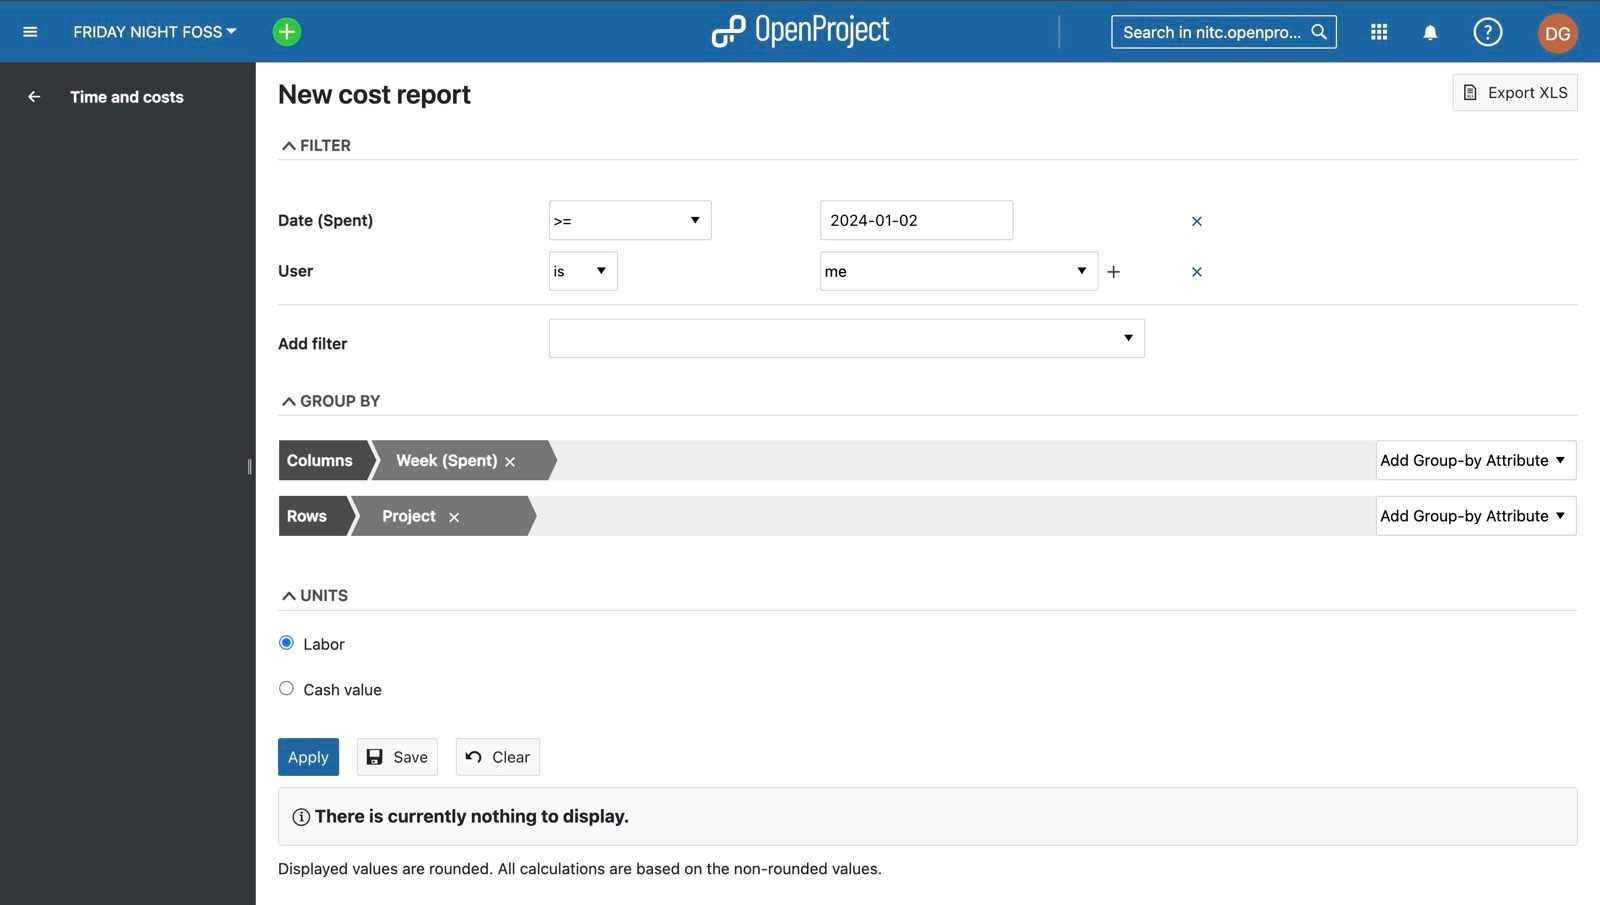 FRIDAY NIGHT FOSS
OpenProject
Search in nitc.openpro...
?
DG
Time and costs
New cost report
Export XLS
FILTER
Date (Spent) >= 2024-01-02
User is me
Add filter
GROUP BY
Columns Week (Spent) Add Group-by Attribute
Rows Project Add Group-by Attribute
UNITS
Labor
Cash value
Apply Save Clear
There is currently nothing to display.
Displayed values are rounded. All calculations are based on the non-rounded values.